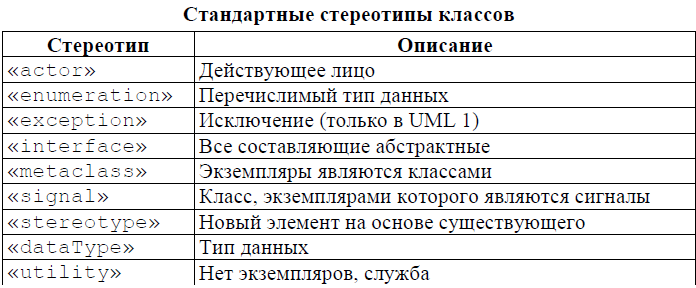 Стандартные стереотипы классов
Стереотип Описание
«actor» Действующее лицо
«enumeration» Перечислимый тип данных
«exception» Исключение (только в UML 1)
«interface» Все составляющие абстрактные
«metaclass» Экземпляры являются классами
«signal» Класс, экземплярами которого являются сигналы
«stereotype» Новый элемент на основе существующего
«dataType» Тип данных
«utility» Нет экземпляров, служба